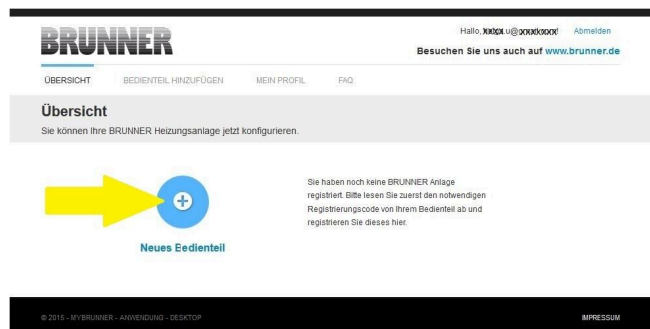 BRUNNER
Hallo, .u@ Abmelden
Besuchen Sie uns auch auf www.brunner.de
ÜBERSICHT BEDIENTEIL HINZUFÜGEN MEIN PROFIL FAQ
Übersicht
Sie können Ihre BRUNNER Heizungsanlage jetzt konfigurieren.
Neues Bedienteil
Sie haben noch keine BRUNNER Anlage
registriert. Bitte lesen Sie zuerst den notwendigen
Registrierungscode von Ihrem Bedienteil ab und
registrieren Sie dieses hier.
© 2015 - MYBRUNNER - ANWENDUNG - DESKTOP IMPRESSUM